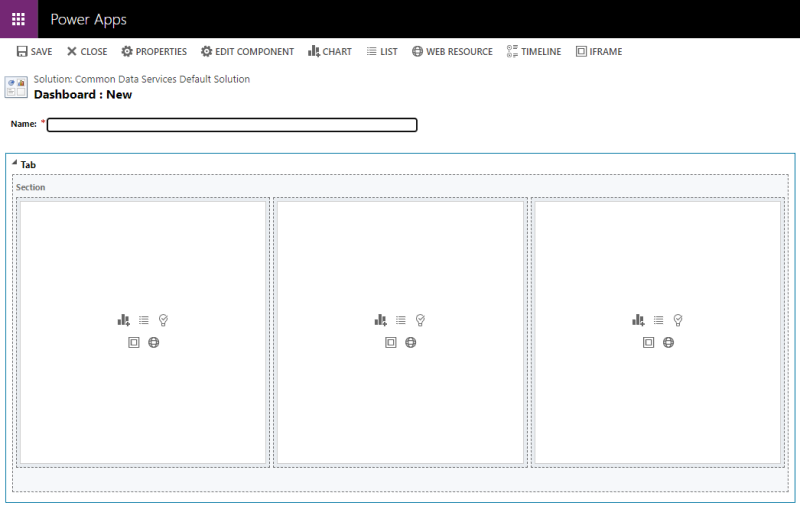 Power Apps
SAVE CLOSE PROPERTIES EDIT COMPONENT CHART LIST WEB RESOURCE TIMELINE IFRAME
Solution: Common Data Services Default Solution
Dashboard : New
Name: *
Tab
Section